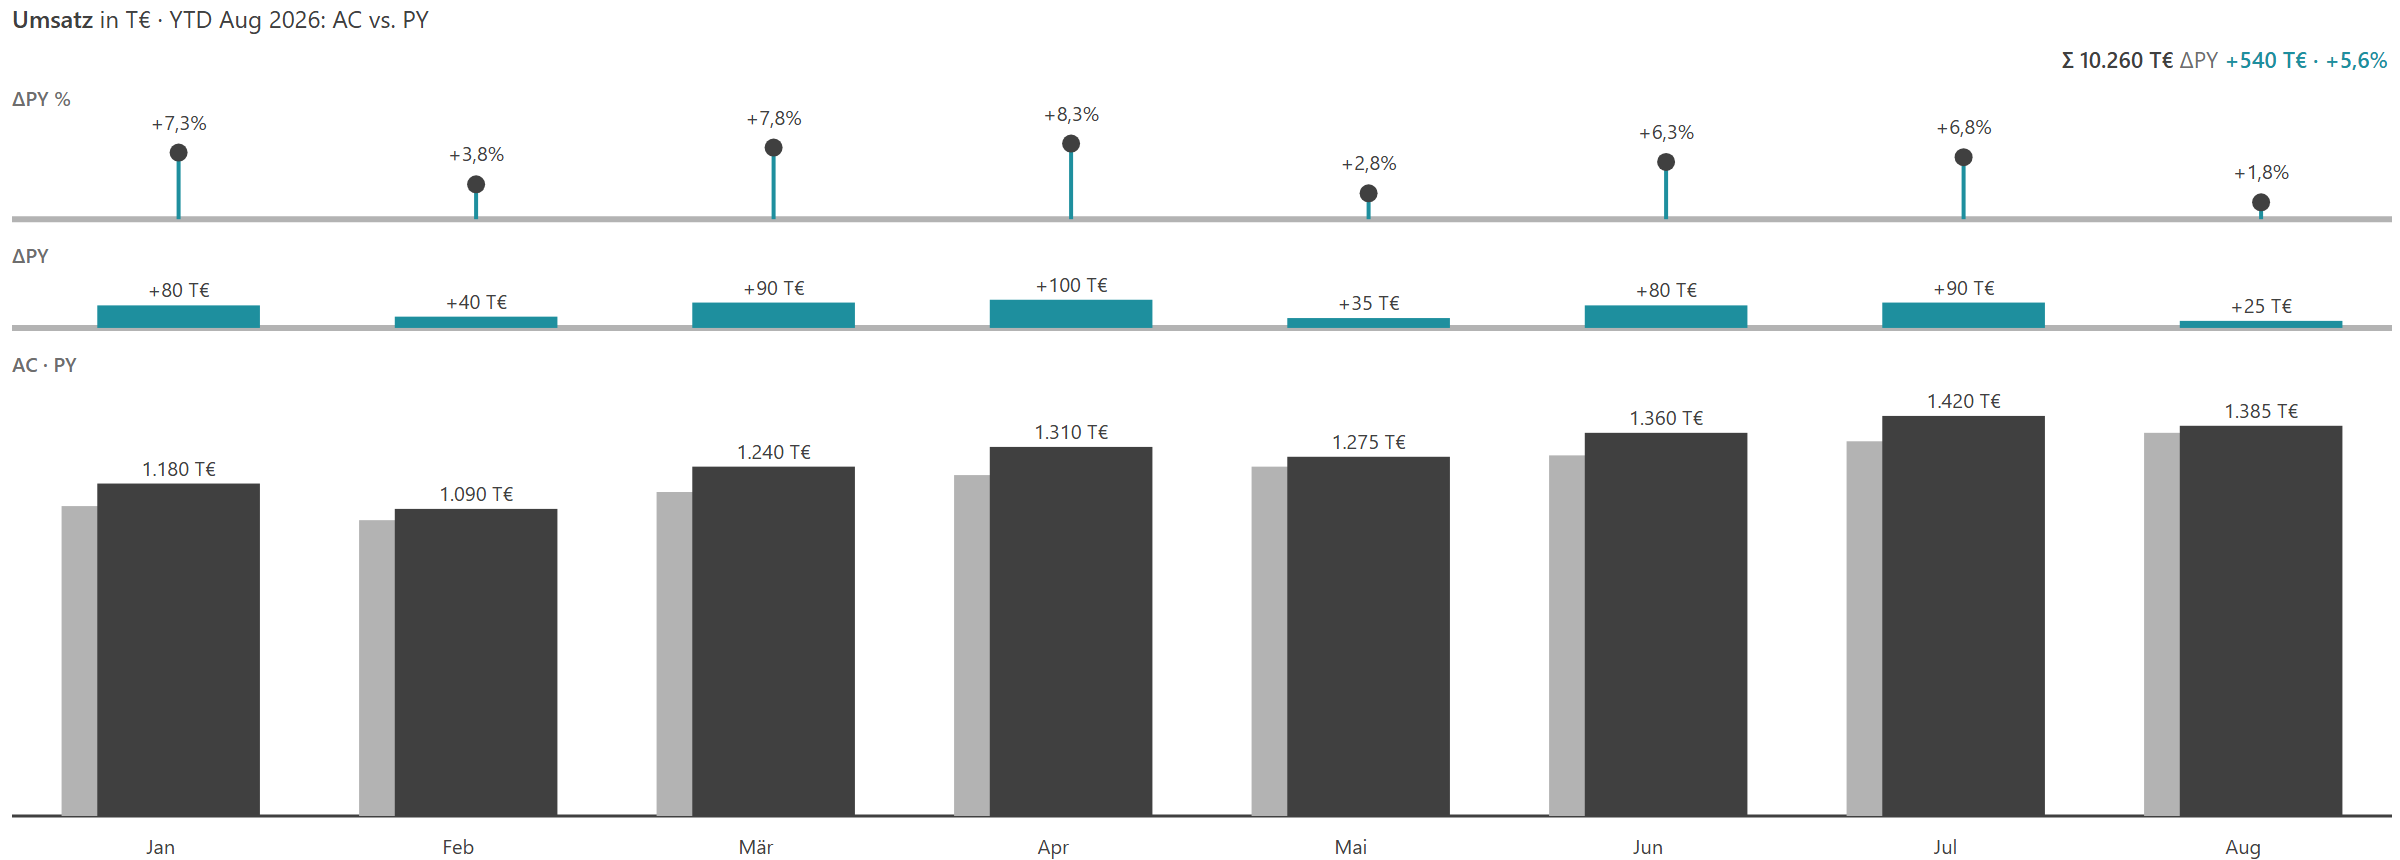 Umsatz in T€ · YTD Aug 2026: AC vs. PY
Σ 10.260 T€ ΔPY +540 T€ · +5,6%
ΔPY %
+7,3% +3,8% +7,8% +8,3% +2,8% +6,3% +6,8% +1,8%
ΔPY
+80 T€ +40 T€ +90 T€ +100 T€ +35 T€ +80 T€ +90 T€ +25 T€
AC · PY
1.180 T€ 1.090 T€ 1.240 T€ 1.310 T€ 1.275 T€ 1.360 T€ 1.420 T€ 1.385 T€
Jan Feb Mär Apr Mai Jun Jul Aug